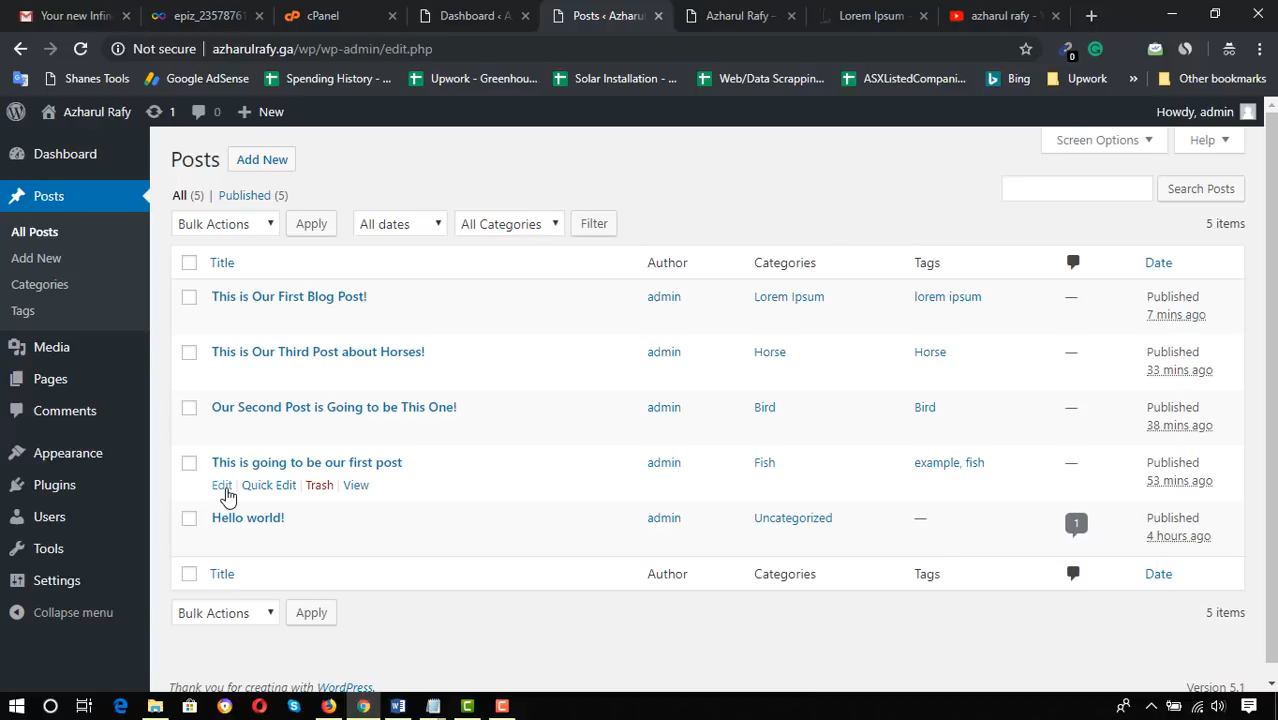 Your new Infin
epiz_23578761
cPanel
Dashboard ‹ A
Posts ‹ Azharul
Azharul Rafy –
Lorem Ipsum -
azharul rafy - Y
Not secure azharulrafy.ga/wp/wp-admin/edit.php
0
Shanes Tools
Google AdSense
Spending History - ...
Upwork - Greenhou...
Solar Installation - ...
Web/Data Scrappin...
ASXListedCompani...
Bing
Upwork
»
Other bookmarks
Azharul Rafy
1
0
New
Howdy, admin
Dashboard
Posts
All Posts
Add New
Categories
Tags
Media
Pages
Comments
Appearance
Plugins
Users
Tools
Settings
Collapse menu
Posts Add New
Screen Options
Help
All (5) | Published (5)
Search Posts
Bulk Actions Apply All dates All Categories Filter
5 items
Title Author Categories Tags Date
This is Our First Blog Post! admin Lorem Ipsum lorem ipsum — Published
7 mins ago
This is Our Third Post about Horses! admin Horse Horse — Published
33 mins ago
Our Second Post is Going to be This One! admin Bird Bird — Published
38 mins ago
This is going to be our first post admin Fish example, fish — Published
Edit | Quick Edit | Trash | View 53 mins ago
Hello world! admin Uncategorized — 1 Published
4 hours ago
Title Author Categories Tags Date
Bulk Actions Apply
5 items
Thank you for creating with WordPress.
Version 5.1